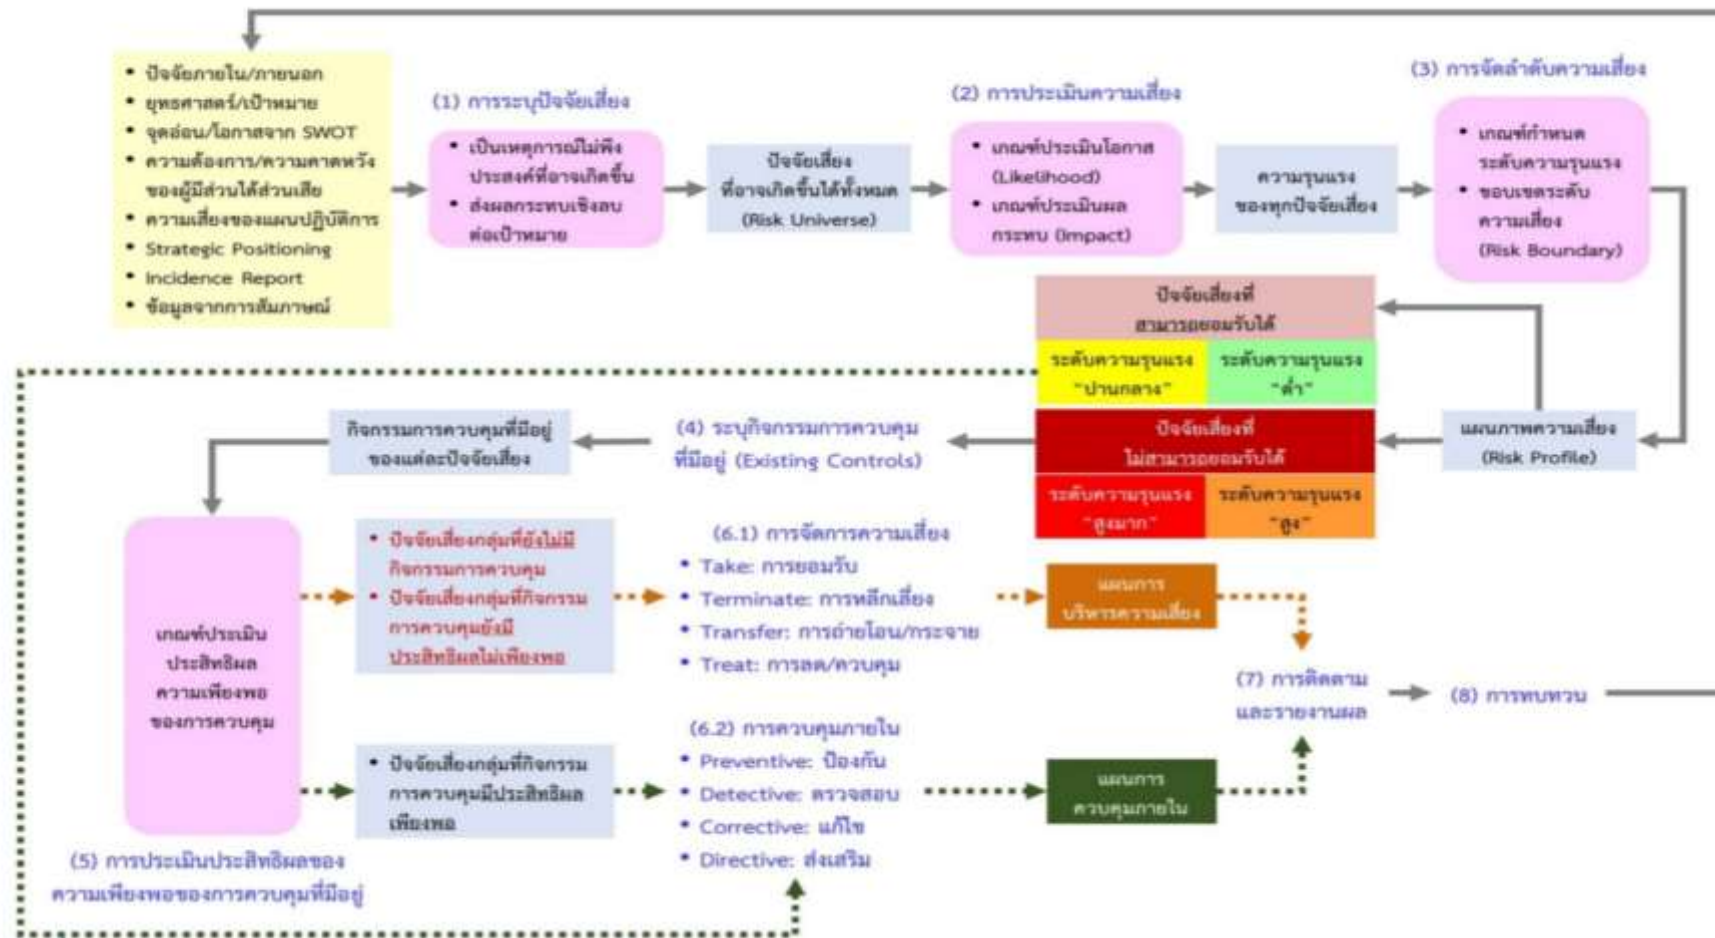 • ปัจจัยภายใน/ภายนอก
• ยุทธศาสตร์/เป้าหมาย
• จุดอ่อน/โอกาสจาก SWOT
• ความต้องการ/ความคาดหวัง
ของผู้มีส่วนได้ส่วนเสีย
• ความเสี่ยงของแผนปฏิบัติการ
• Strategic Positioning
• Incidence Report
• ข้อมูลจากการสัมภาษณ์
(1) การระบุปัจจัยเสี่ยง
• เป็นเหตุการณ์ไม่พึง
ประสงค์ที่อาจเกิดขึ้น
• ส่งผลกระทบเชิงลบ
ต่อเป้าหมาย
ปัจจัยเสี่ยง
ที่อาจเกิดขึ้นได้ทั้งหมด
(Risk Universe)
(2) การประเมินความเสี่ยง
• เกณฑ์ประเมินโอกาส
(Likelihood)
• เกณฑ์ประเมินผล
กระทบ (Impact)
ความรุนแรง
ของทุกปัจจัยเสี่ยง
(3) การจัดลำดับความเสี่ยง
• เกณฑ์กำหนด
ระดับความรุนแรง
• ขอบเขตระดับ
ความเสี่ยง
(Risk Boundary)
ปัจจัยเสี่ยงที่
สามารถยอมรับได้
ระดับความรุนแรง
"ปานกลาง"
ระดับความรุนแรง
"ต่ำ"
ปัจจัยเสี่ยงที่
ไม่สามารถยอมรับได้
ระดับความรุนแรง
"สูงมาก"
ระดับความรุนแรง
"สูง"
แผนภาพความเสี่ยง
(Risk Profile)
(4) ระบุกิจกรรมการควบคุม
ที่มีอยู่ (Existing Controls)
กิจกรรมการควบคุมที่มีอยู่
ของแต่ละปัจจัยเสี่ยง
เกณฑ์ประเมิน
ประสิทธิผล
ความเพียงพอ
ของการควบคุม
(5) การประเมินประสิทธิผลของ
ความเพียงพอของการควบคุมที่มีอยู่
• ปัจจัยเสี่ยงกลุ่มที่ยังไม่มี
กิจกรรมการควบคุม
• ปัจจัยเสี่ยงกลุ่มที่กิจกรรม
การควบคุมยังมี
ประสิทธิผลไม่เพียงพอ
(6.1) การจัดการความเสี่ยง
• Take: การยอมรับ
• Terminate: การหลีกเลี่ยง
• Transfer: การถ่ายโอน/กระจาย
• Treat: การลด/ควบคุม
แผนการ
บริหารความเสี่ยง
• ปัจจัยเสี่ยงกลุ่มที่กิจกรรม
การควบคุมมีประสิทธิผล
เพียงพอ
(6.2) การควบคุมภายใน
• Preventive: ป้องกัน
• Detective: ตรวจสอบ
• Corrective: แก้ไข
• Directive: ส่งเสริม
แผนการ
ควบคุมภายใน
(7) การติดตาม
และรายงานผล
(8) การทบทวน